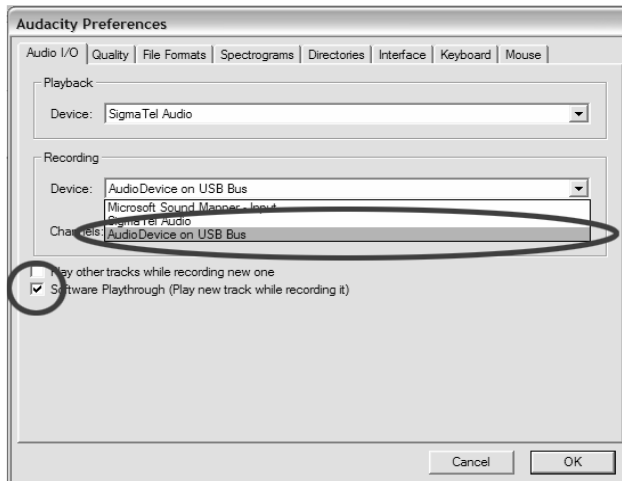 Audacity Preferences
Audio I/O Quality File Formats Spectrograms Directories Interface Keyboard Mouse
Playback
Device: SigmaTel Audio
Recording
Device: AudioDevice on USB Bus
Microsoft Sound Mapper - Input
SigmaTel Audio
Channels: AudioDevice on USB Bus
Play other tracks while recording new one
Software Playthrough (Play new track while recording it)
Cancel OK